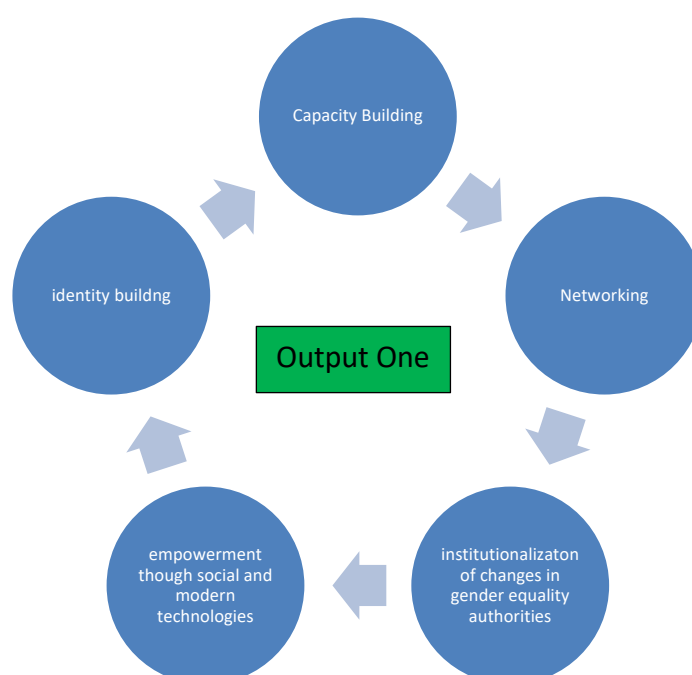 Capacity Building
identity buildng
Networking
Output One
empowerment
though social and
modern
technologies
institutionalizaton
of changes in
gender equality
authorities